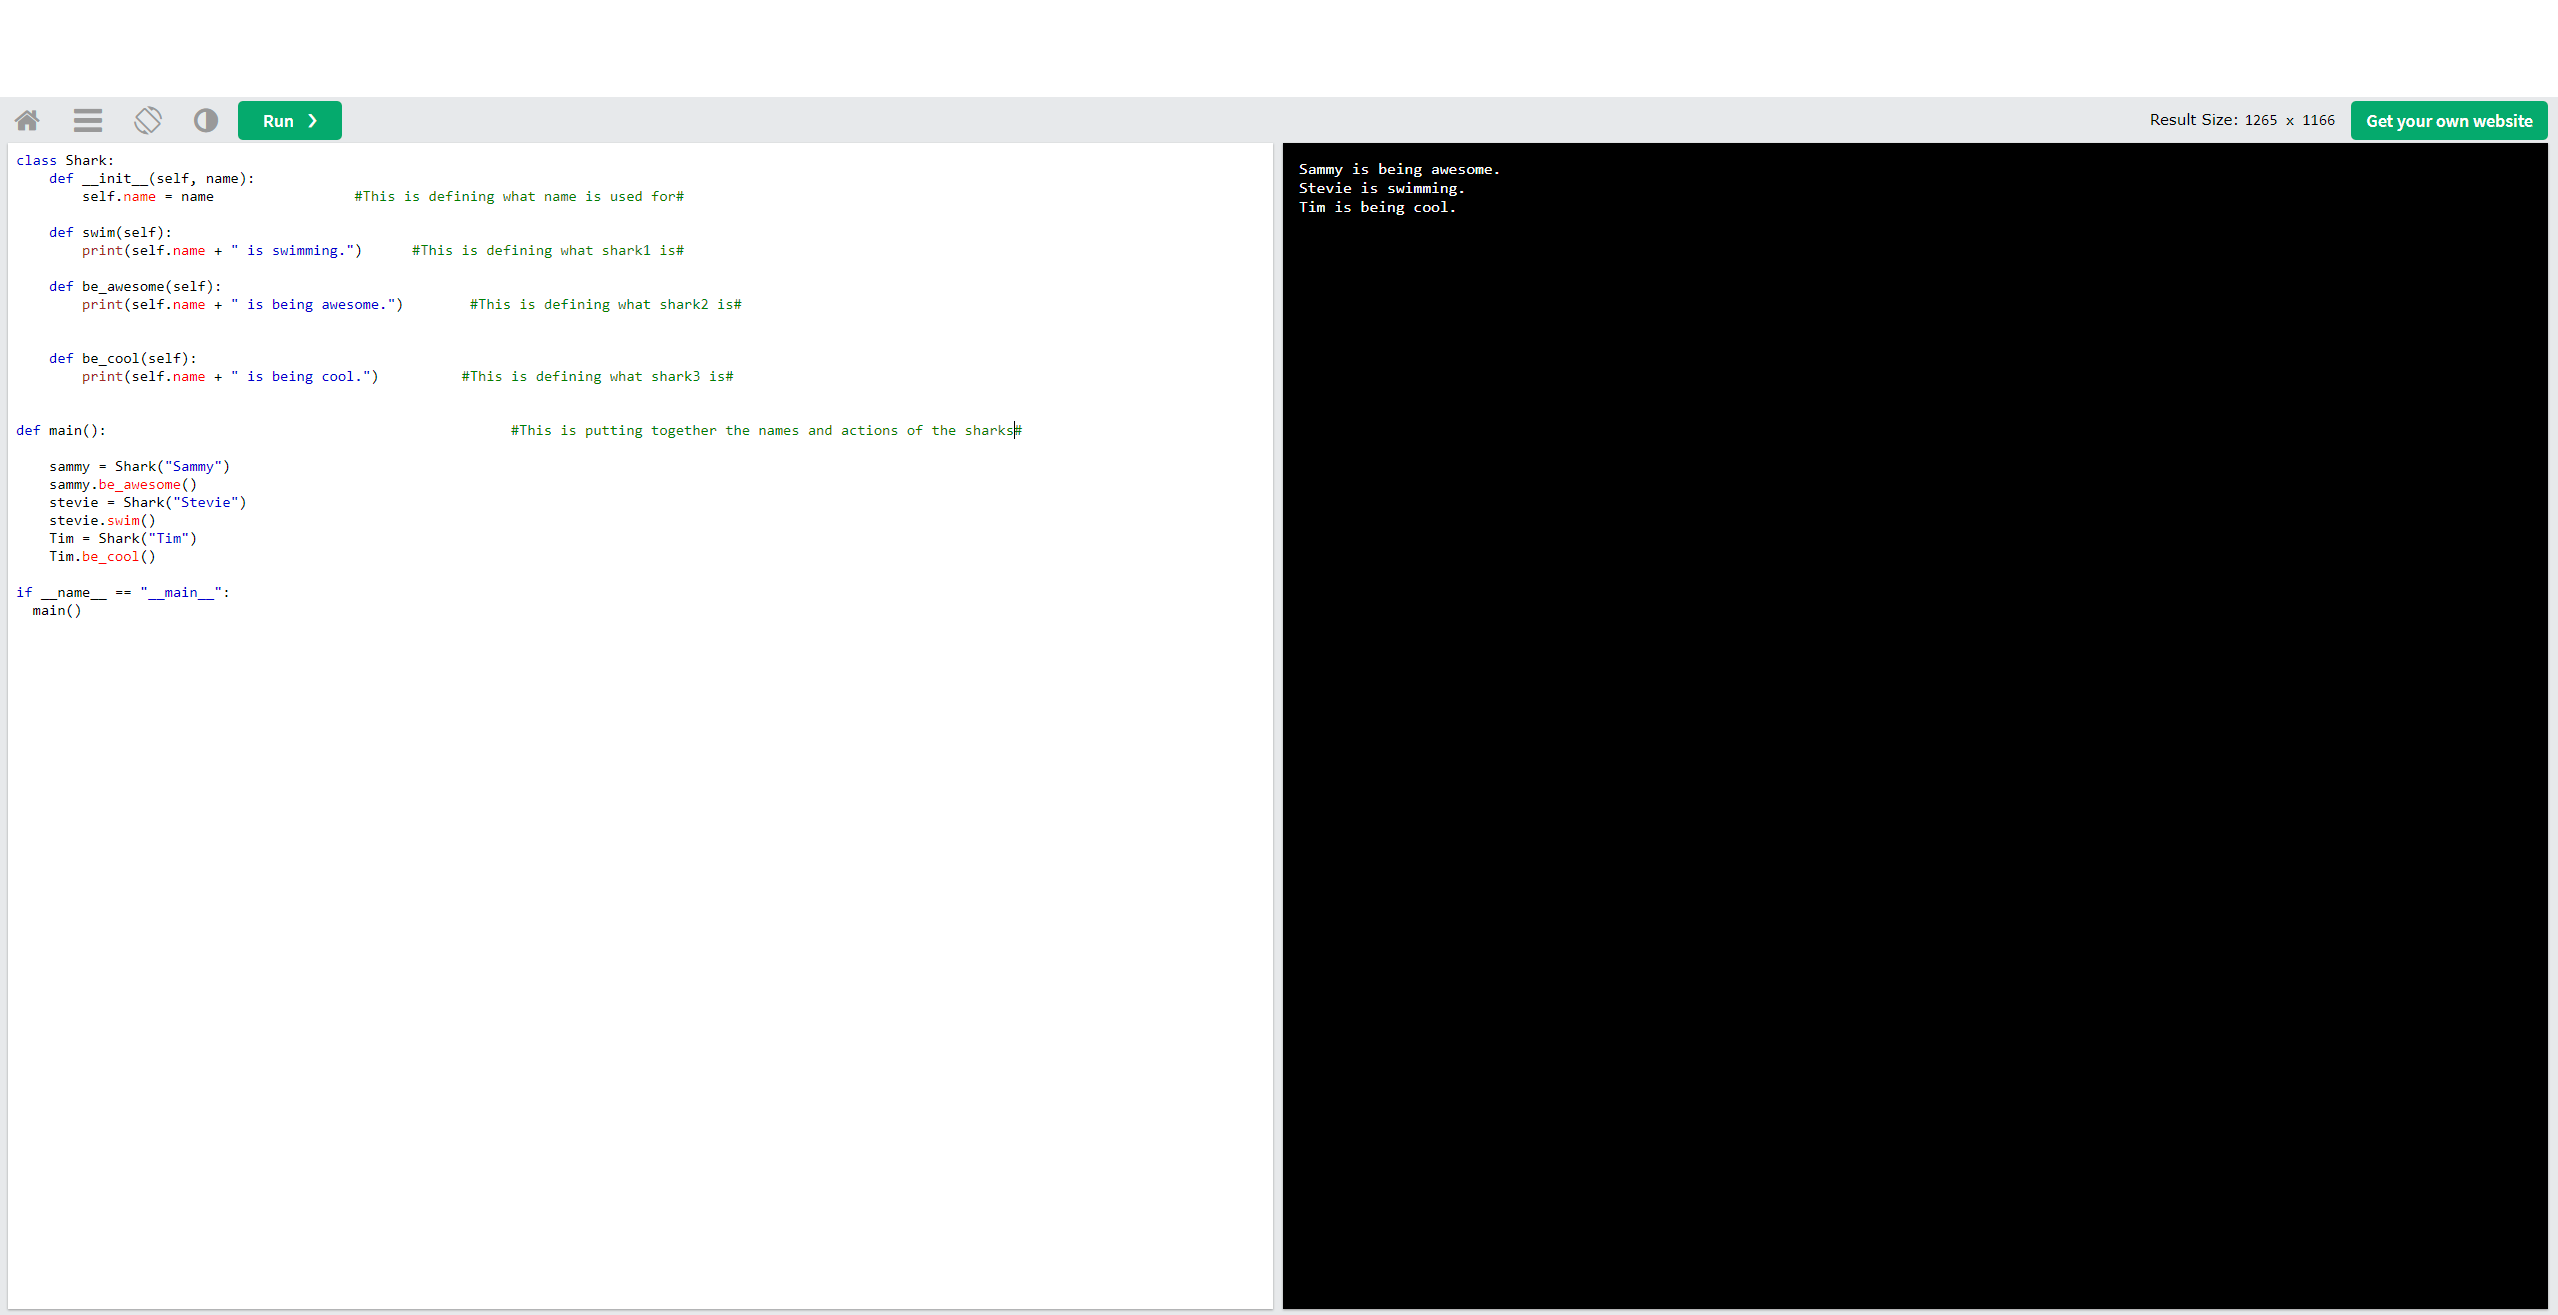 Run ❯
Result Size: 1265 x 1166
Get your own website
class Shark:
    def __init__(self, name):
        self.name = name                 #This is defining what name is used for#
    def swim(self):
        print(self.name + " is swimming.")      #This is defining what shark1 is#
    def be_awesome(self):
        print(self.name + " is being awesome.")        #This is defining what shark2 is#
    def be_cool(self):
        print(self.name + " is being cool.")          #This is defining what shark3 is#
def main():                                                 #This is putting together the names and actions of the sharks#
    sammy = Shark("Sammy")
    sammy.be_awesome()
    stevie = Shark("Stevie")
    stevie.swim()
    Tim = Shark("Tim")
    Tim.be_cool()
if __name__ == "__main__":
  main()
Sammy is being awesome.
Stevie is swimming.
Tim is being cool.